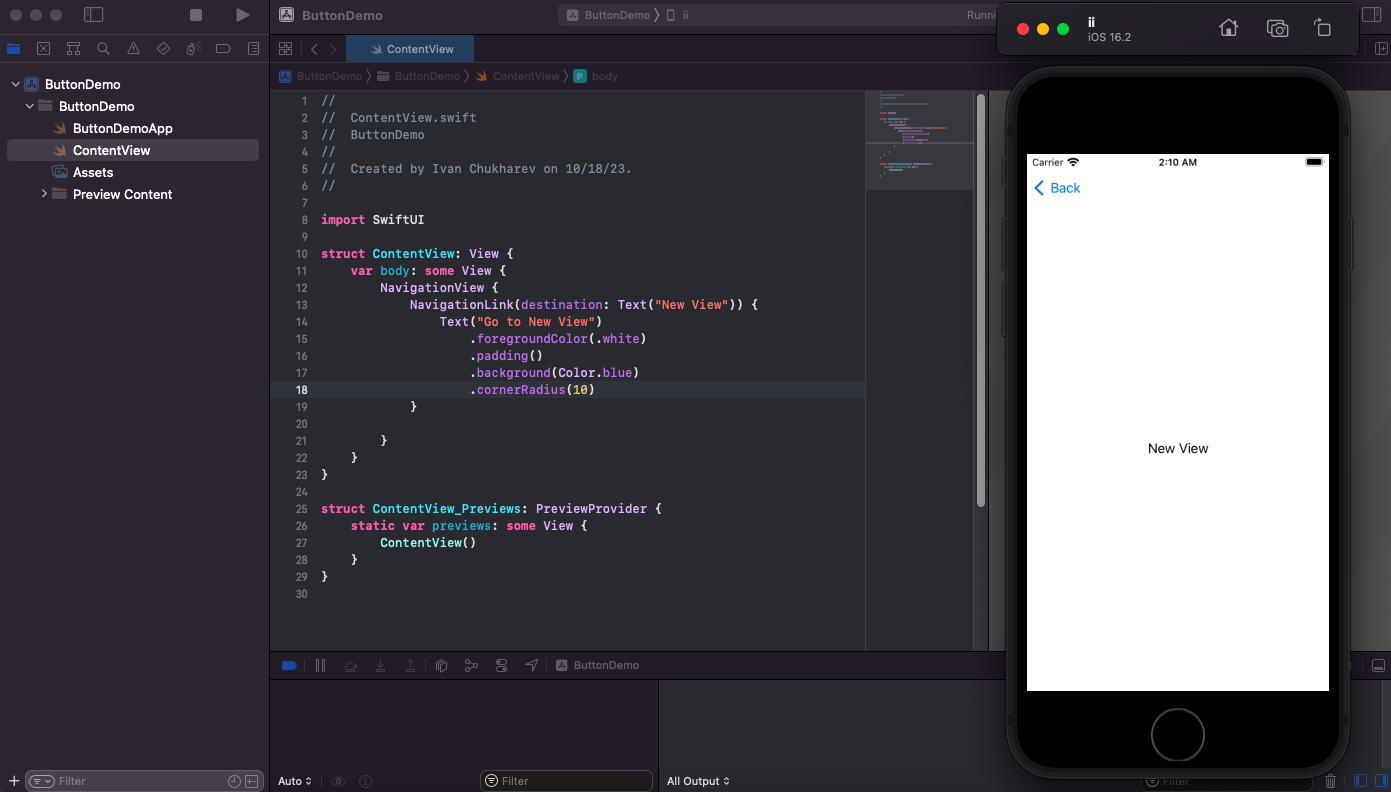 ButtonDemo
ButtonDemo
ii
Runni
ii
iOS 16.2
ContentView
ButtonDemo
ButtonDemo
ContentView
P
body
ButtonDemo
ButtonDemo
ButtonDemoApp
ContentView
Assets
Preview Content
1 //
2 //  ContentView.swift
3 //  ButtonDemo
4 //
5 //  Created by Ivan Chukharev on 10/18/23.
6 //
7
8 import SwiftUI
9
10 struct ContentView: View {
11     var body: some View {
12         NavigationView {
13             NavigationLink(destination: Text("New View")) {
14                 Text("Go to New View")
15                     .foregroundColor(.white)
16                     .padding()
17                     .background(Color.blue)
18                     .cornerRadius(10)
19             }
20
21         }
22     }
23 }
24
25 struct ContentView_Previews: PreviewProvider {
26     static var previews: some View {
27         ContentView()
28     }
29 }
30
Carrier
2:10 AM
Back
New View
ButtonDemo
Filter
Auto
Filter
All Output
Filter